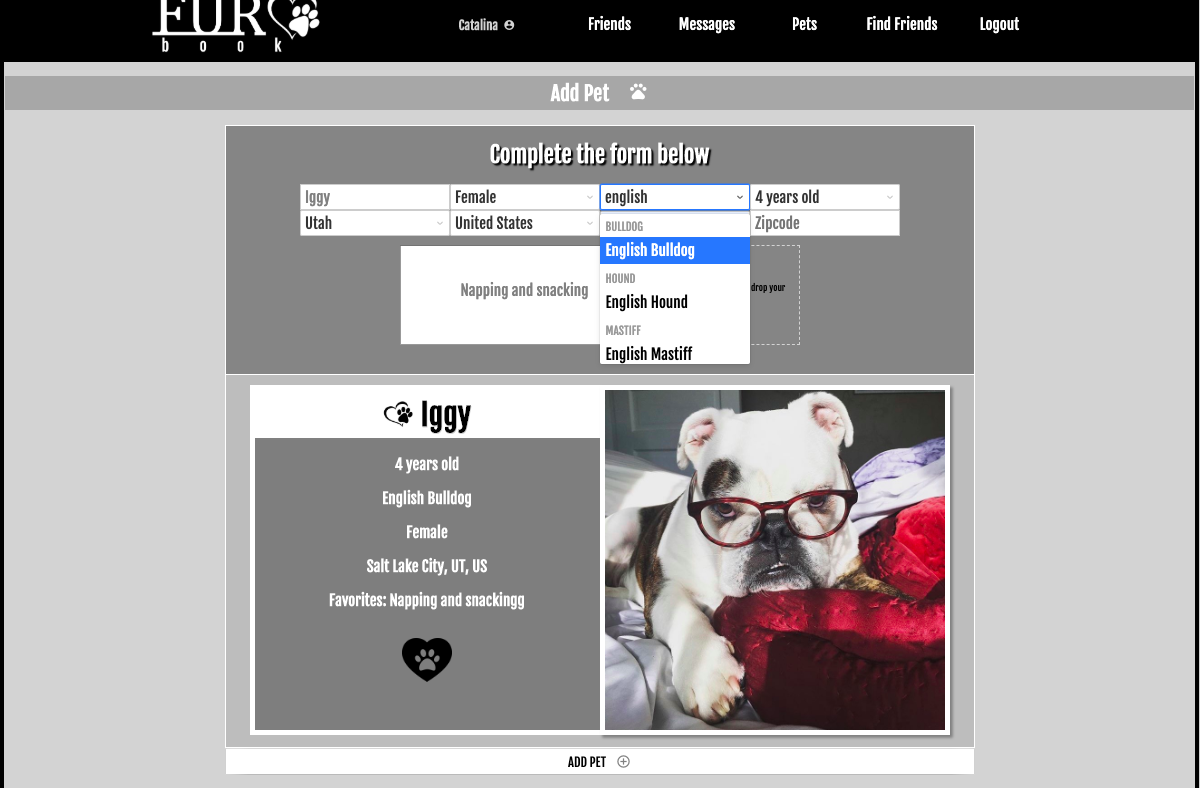 FUR
book
Catalina
Friends
Messages
Pets
Find Friends
Logout
Add Pet
Complete the form below
Iggy
Female
english
4 years old
Utah
United States
Zipcode
BULLDOG
English Bulldog
HOUND
English Hound
MASTIFF
English Mastiff
Napping and snacking
drop your
Iggy
4 years old
English Bulldog
Female
Salt Lake City, UT, US
Favorites: Napping and snackingg
ADD PET